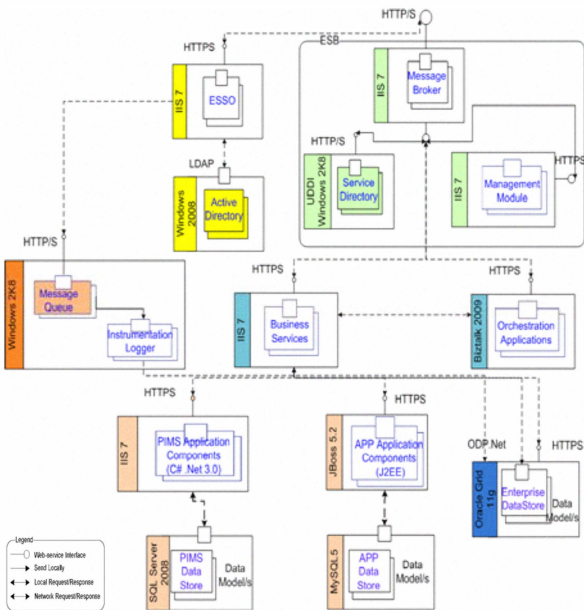 HTTP/S
ESB
HTTPS
IIS 7
ESSO
IIS 7
Message
Broker
HTTP/S
HTTPS
LDAP
Windows
2008
Active
Directory
UDDI
Windows 2K8
Service
Directory
IIS 7
Management
Module
HTTP/S
Windows 2K8
Message
Queue
Instrumentation
Logger
HTTPS
IIS 7
Business
Services
HTTPS
Biztalk 2009
Orchestration
Applications
HTTPS
IIS 7
PIMS Application
Components
(C# .Net 3.0)
HTTPS
JBoss 5.2
APP Application
Components
(J2EE)
ODP.Net
HTTPS
Oracle Grid
11g
Enterprise
DataStore
Data
Model/s
SQL Server
2008
PIMS
Data
Store
Data
Model/s
MySQL 5
APP
Data
Store
Data
Model/s
Legend
Web-service Interface
Send Locally
Local Request/Response
Network Request/Response